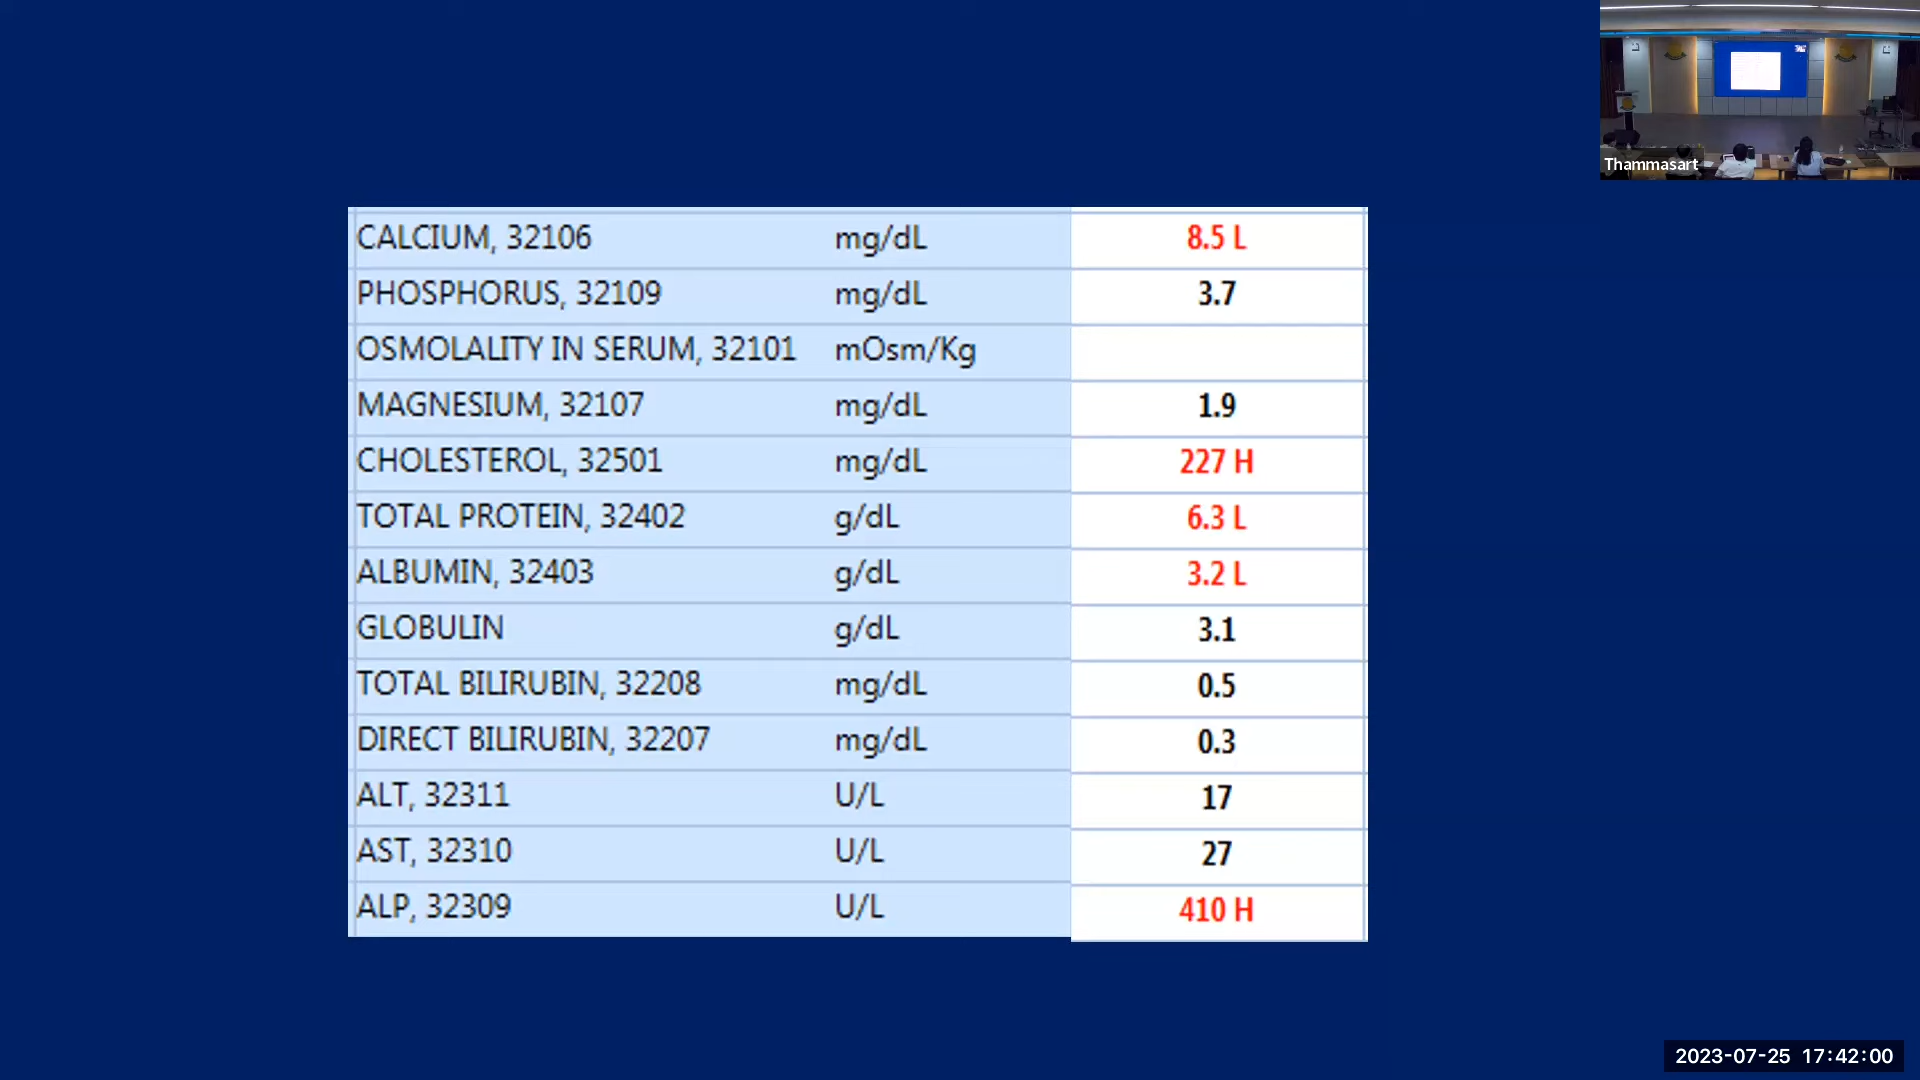 Thammasart
CALCIUM, 32106 mg/dL 8.5 L
PHOSPHORUS, 32109 mg/dL 3.7
OSMOLALITY IN SERUM, 32101 mOsm/Kg
MAGNESIUM, 32107 mg/dL 1.9
CHOLESTEROL, 32501 mg/dL 227 H
TOTAL PROTEIN, 32402 g/dL 6.3 L
ALBUMIN, 32403 g/dL 3.2 L
GLOBULIN g/dL 3.1
TOTAL BILIRUBIN, 32208 mg/dL 0.5
DIRECT BILIRUBIN, 32207 mg/dL 0.3
ALT, 32311 U/L 17
AST, 32310 U/L 27
ALP, 32309 U/L 410 H
2023-07-25 17:42:00